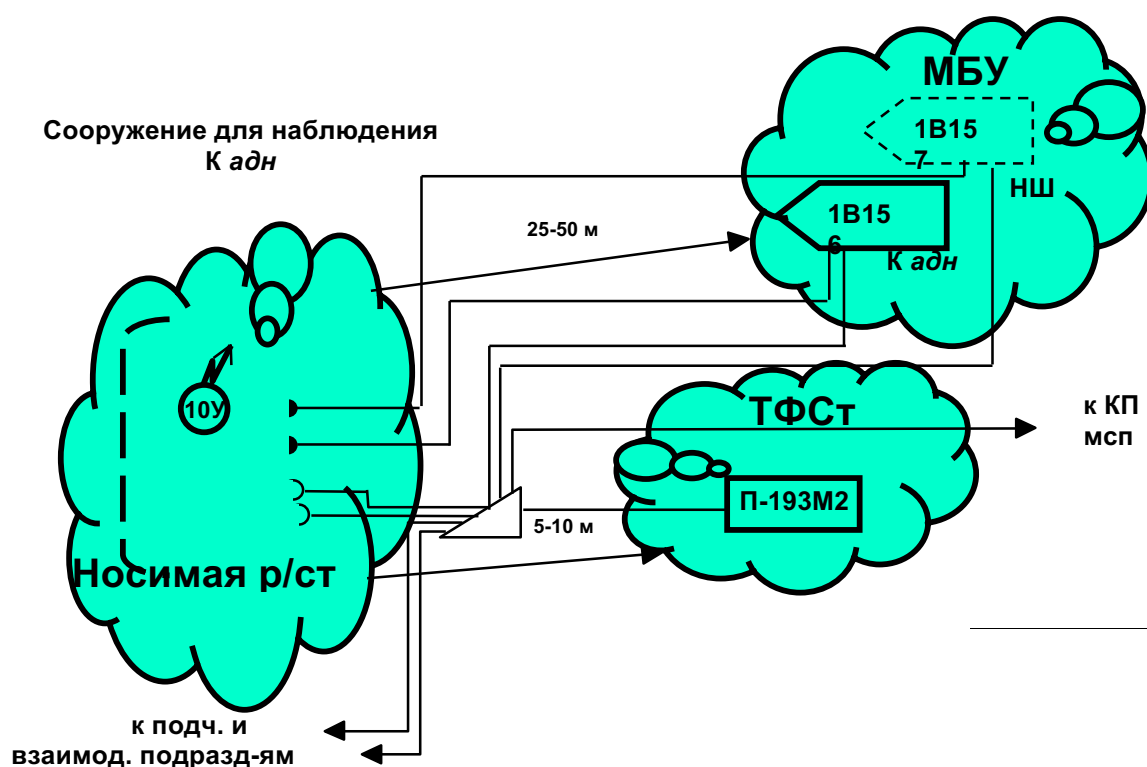 МБУ
1В15
7
НШ
1В15
6
К адн
Сооружение для наблюдения
К адн
25-50 м
10У
ТФСт
к КП
мсп
П-193М2
5-10 м
Носимая р/ст
к подч. и
взаимод. подразд-ям